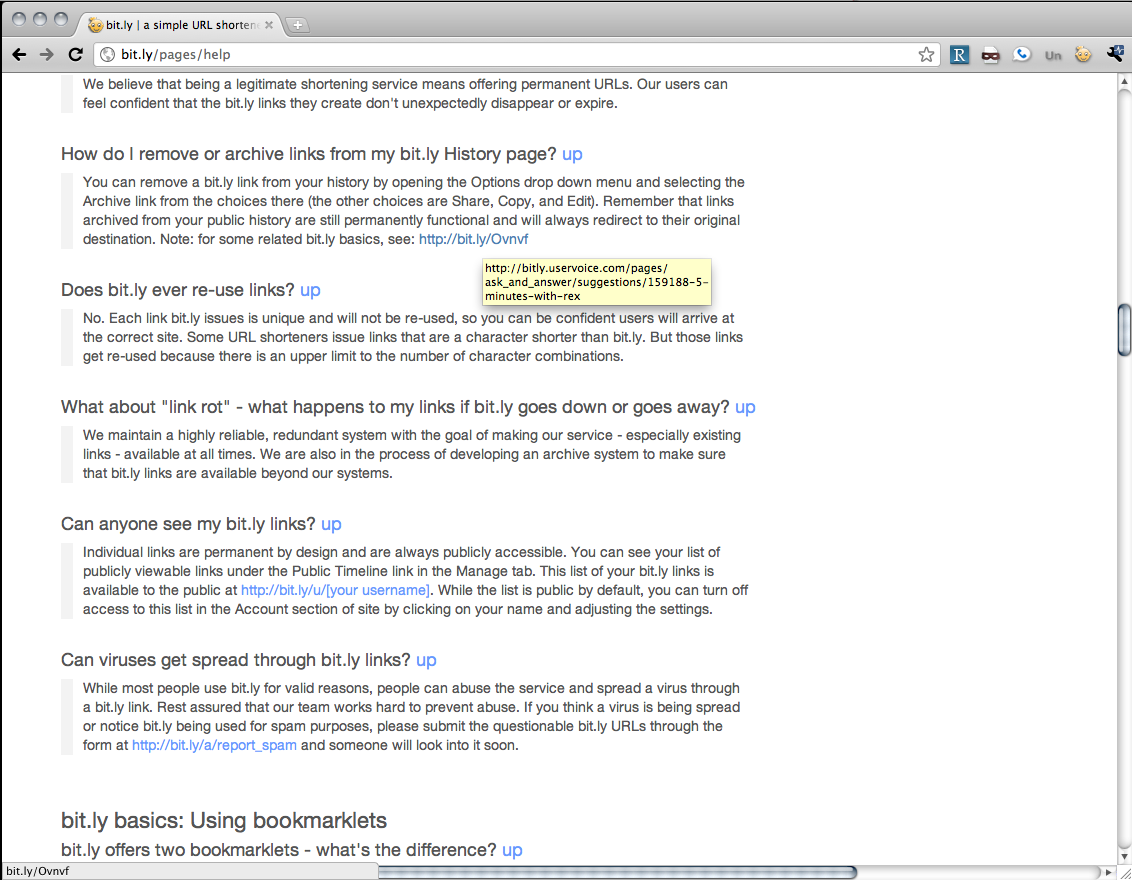 bit.ly | a simple URL shorten
bit.ly/pages/help
R
Un
We believe that being a legitimate shortening service means offering permanent URLs. Our users can
feel confident that the bit.ly links they create don't unexpectedly disappear or expire.
How do I remove or archive links from my bit.ly History page? up
You can remove a bit.ly link from your history by opening the Options drop down menu and selecting the
Archive link from the choices there (the other choices are Share, Copy, and Edit). Remember that links
archived from your public history are still permanently functional and will always redirect to their original
destination. Note: for some related bit.ly basics, see: http://bit.ly/Ovnvf
http://bitly.uservoice.com/pages/
ask_and_answer/suggestions/159188-5-
minutes-with-rex
Does bit.ly ever re-use links? up
No. Each link bit.ly issues is unique and will not be re-used, so you can be confident users will arrive at
the correct site. Some URL shorteners issue links that are a character shorter than bit.ly. But those links
get re-used because there is an upper limit to the number of character combinations.
What about "link rot" - what happens to my links if bit.ly goes down or goes away? up
We maintain a highly reliable, redundant system with the goal of making our service - especially existing
links - available at all times. We are also in the process of developing an archive system to make sure
that bit.ly links are available beyond our systems.
Can anyone see my bit.ly links? up
Individual links are permanent by design and are always publicly accessible. You can see your list of
publicly viewable links under the Public Timeline link in the Manage tab. This list of your bit.ly links is
available to the public at http://bit.ly/u/[your username]. While the list is public by default, you can turn off
access to this list in the Account section of site by clicking on your name and adjusting the settings.
Can viruses get spread through bit.ly links? up
While most people use bit.ly for valid reasons, people can abuse the service and spread a virus through
a bit.ly link. Rest assured that our team works hard to prevent abuse. If you think a virus is being spread
or notice bit.ly being used for spam purposes, please submit the questionable bit.ly URLs through the
form at http://bit.ly/a/report_spam and someone will look into it soon.
bit.ly basics: Using bookmarklets
bit.ly offers two bookmarklets - what's the difference? up
bit.ly/Ovnvf